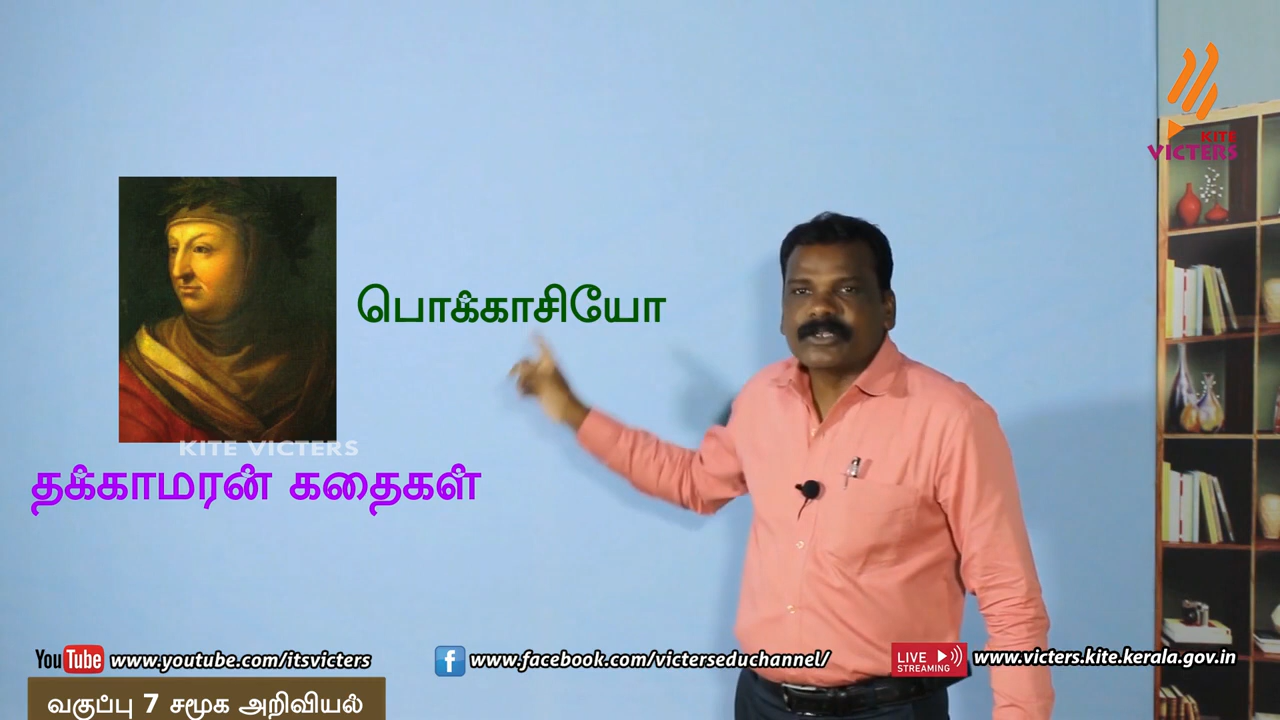 KITE
VICTERS
பொக்காசியோ
KITE VICTERS
தக்காமரன் கதைகள்
YouTube www.youtube.com/itsvicters
f www.facebook.com/victerseduchannel/
LIVE STREAMING www.victers.kite.kerala.gov.in
வகுப்பு 7 சமூக அறிவியல்